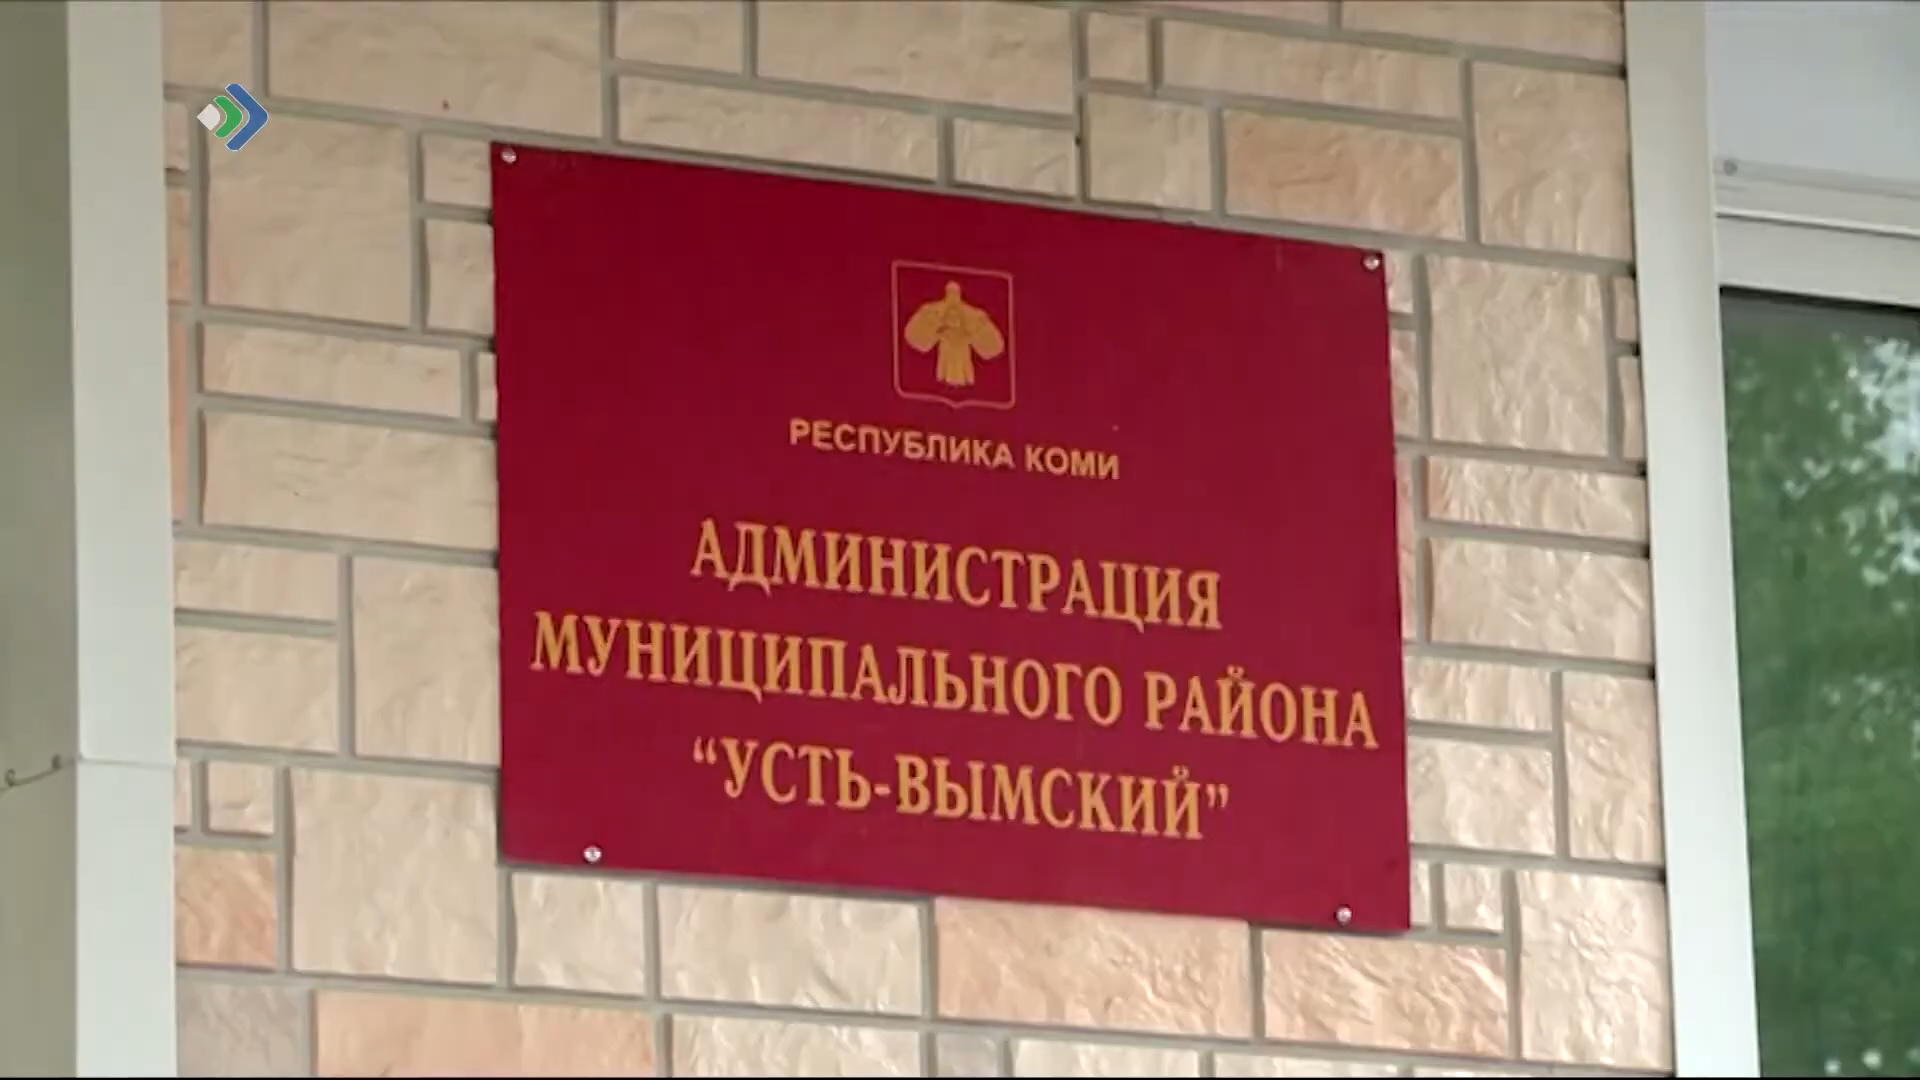 РЕСПУБЛИКА КОМИ
АДМИНИСТРАЦИЯ
МУНИЦИПАЛЬНОГО РАЙОНА
“УСТЬ-ВЫМСКИЙ”